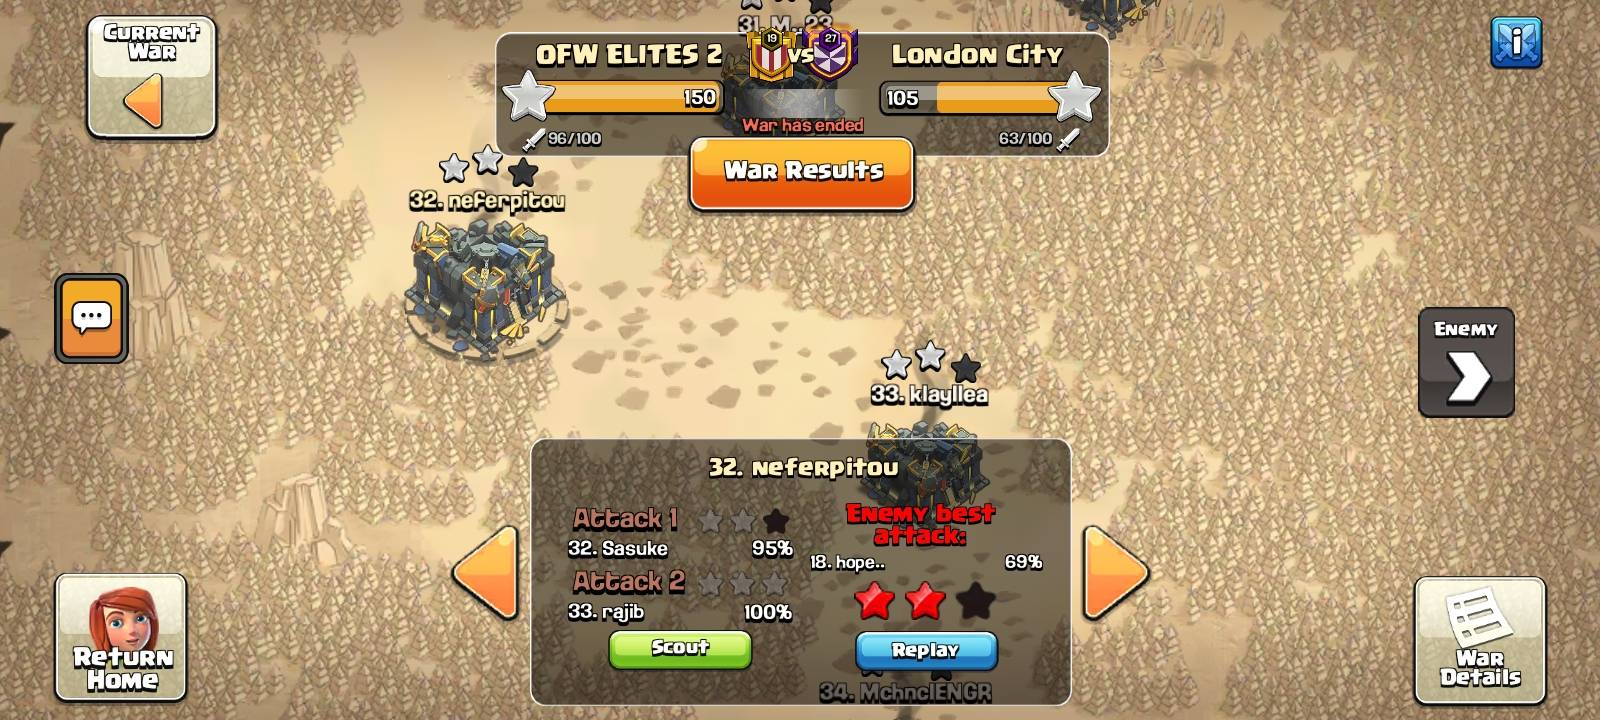 Current
War
31. M..23
OFW ELITES 2
19
vs
27
London City
150
105
War has ended
96/100
63/100
War Results
32. neferpitou
Enemy
33. klayllea
32. neferpitou
Attack 1
32. Sasuke
95%
Attack 2
33. rajib
100%
Scout
Enemy best
attack:
18. hope..
69%
Replay
34. MchnclENGR
Return
Home
War
Details